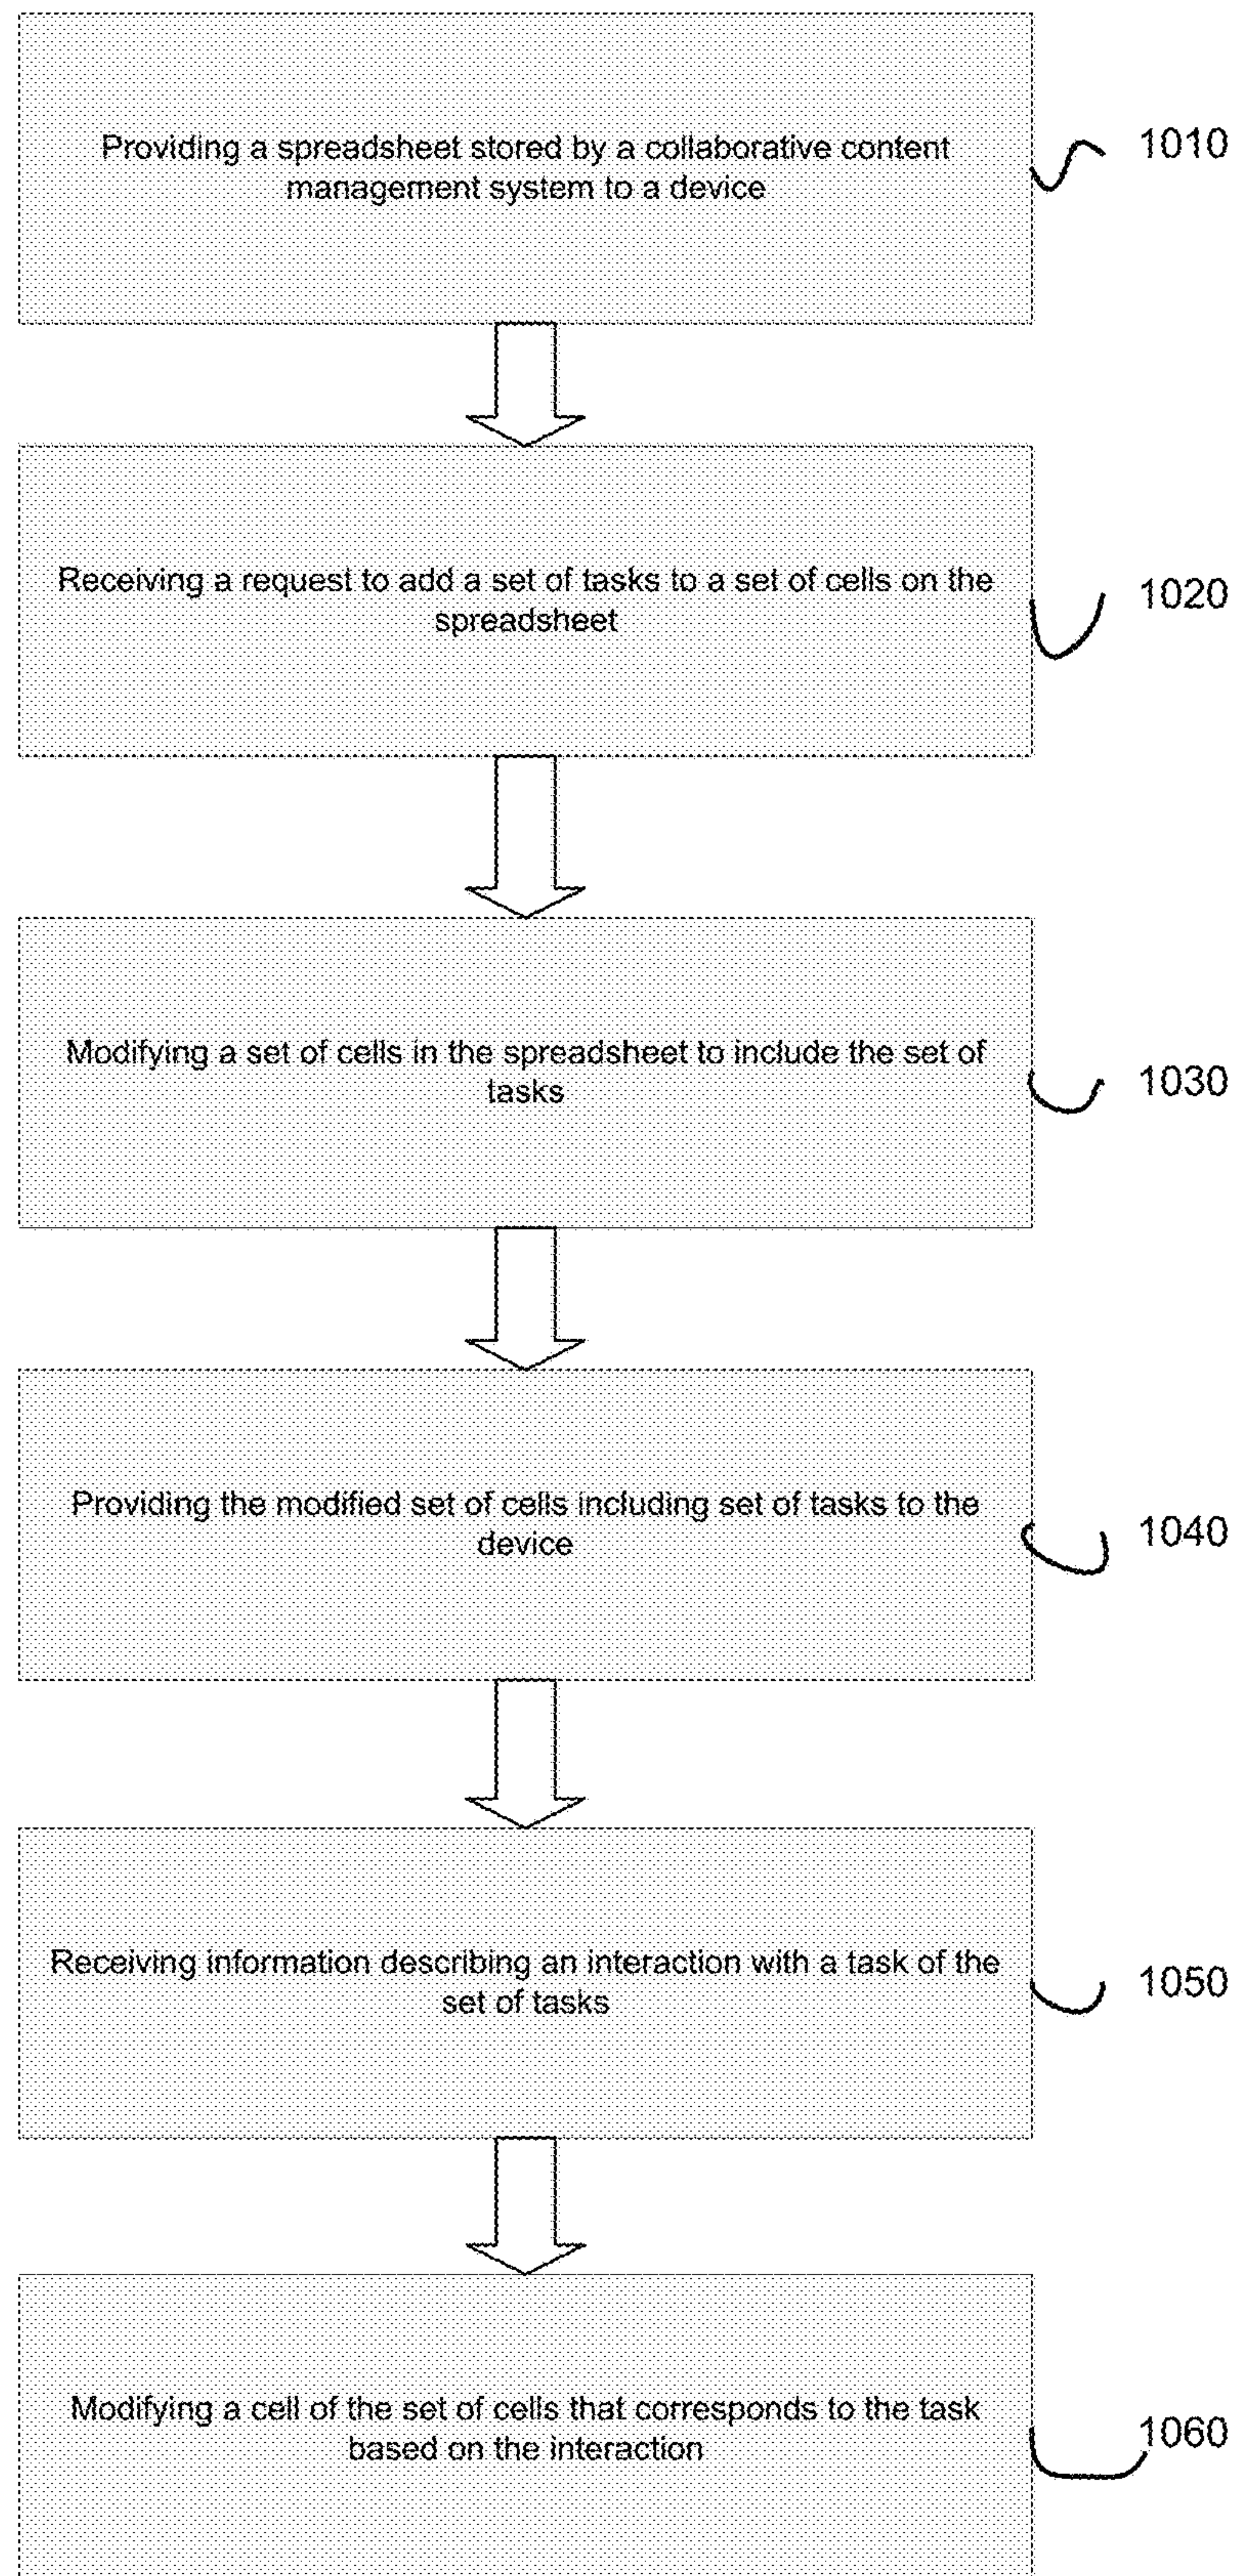 Providing a spreadsheet stored by a collaborative content
management system to a device
1010
Receiving a request to add a set of tasks to a set of cells on the
spreadsheet
1020
Modifying a set of cells in the spreadsheet to include the set of
tasks
1030
Providing the modified set of cells including set of tasks to the
device
1040
Receiving information describing an interaction with a task of the
set of tasks
1050
Modifying a cell of the set of cells that corresponds to the task
based on the interaction
1060